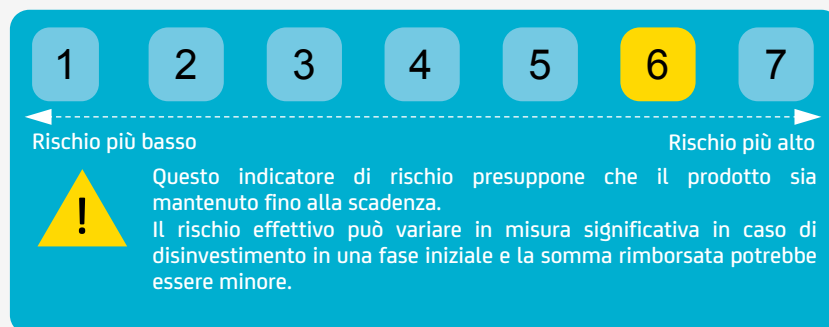 1 2 3 4 5 6 7
Rischio più basso Rischio più alto
! Questo indicatore di rischio presuppone che il prodotto sia
mantenuto fino alla scadenza.
Il rischio effettivo può variare in misura significativa in caso di
disinvestimento in una fase iniziale e la somma rimborsata potrebbe
essere minore.